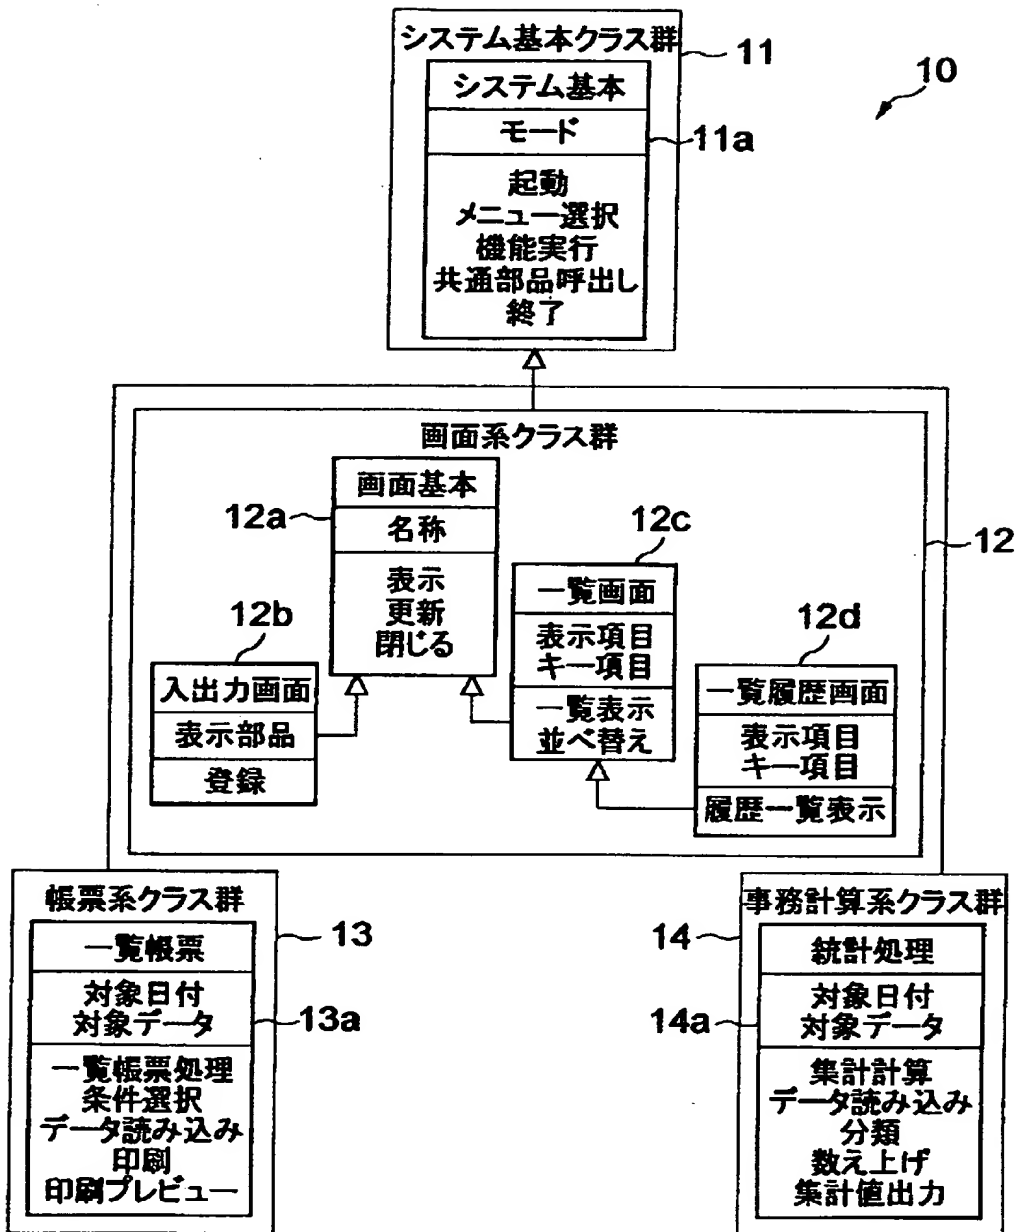 システム基本クラス群
11
10
システム基本
モード
11a
起動
メニュー選択
機能実行
共通部品呼出し
終了
画面系クラス群
12
画面基本
12a
名称
表示
更新
閉じる
12c
一覧画面
表示項目
キー項目
一覧表示
並べ替え
12b
入出力画面
表示部品
登録
12d
一覧履歴画面
表示項目
キー項目
履歴一覧表示
帳票系クラス群
13
一覧帳票
対象日付
対象データ
13a
一覧帳票処理
条件選択
データ読み込み
印刷
印刷プレビュー
事務計算系クラス群
14
統計処理
対象日付
対象データ
14a
集計計算
データ読み込み
分類
数え上げ
集計値出力